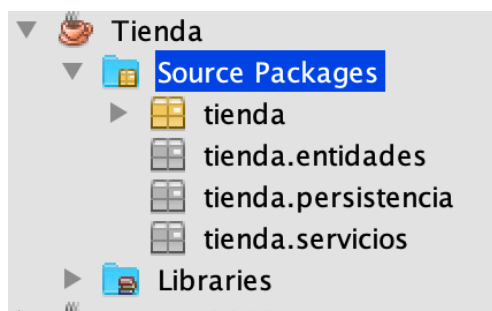 Tienda
Source Packages
tienda
tienda.entidades
tienda.persistencia
tienda.servicios
Libraries